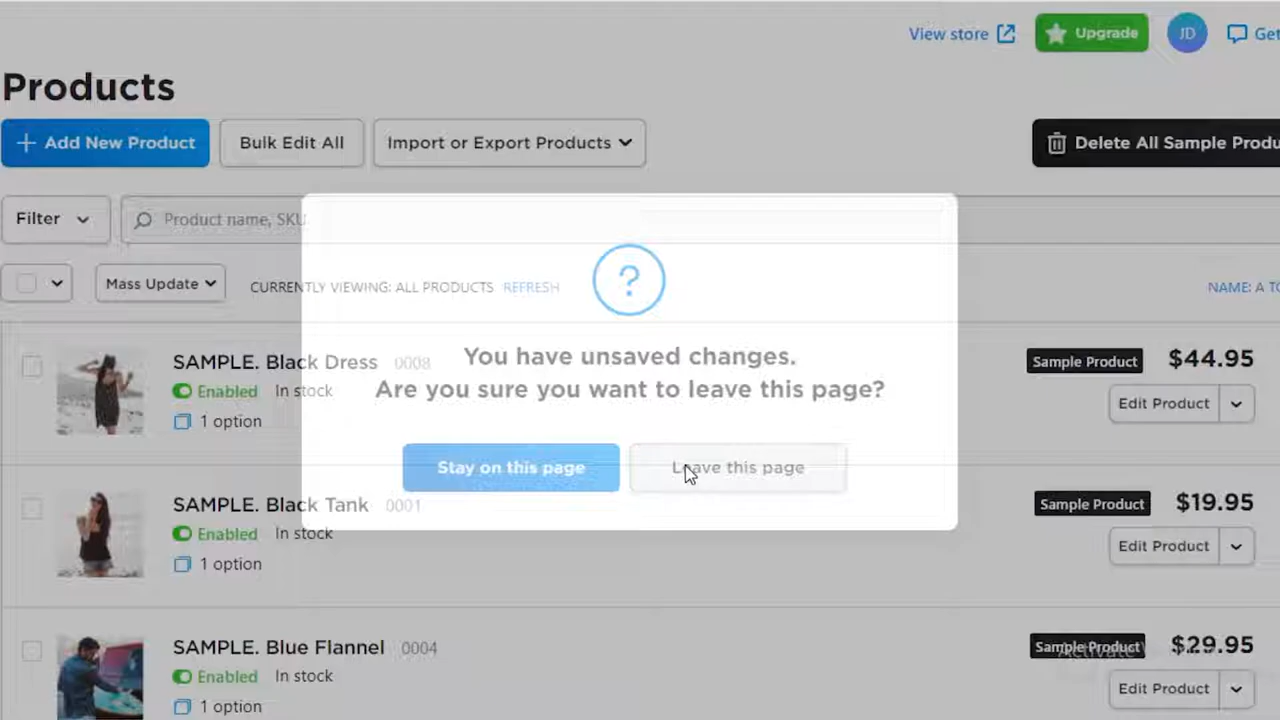 View store Upgrade JD Get
Products
Add New Product Bulk Edit All Import or Export Products Delete All Sample Produ
Filter Product name, SKU
Mass Update CURRENTLY VIEWING: ALL PRODUCTS REFRESH NAME: A TO
?
You have unsaved changes.
Are you sure you want to leave this page?
Stay on this page Leave this page
SAMPLE. Black Dress 0008 Sample Product $44.95
Enabled In stock Edit Product
1 option
SAMPLE. Black Tank 0001 Sample Product $19.95
Enabled In stock Edit Product
1 option
SAMPLE. Blue Flannel 0004 Sample Product $29.95
Enabled In stock Edit Product
1 option